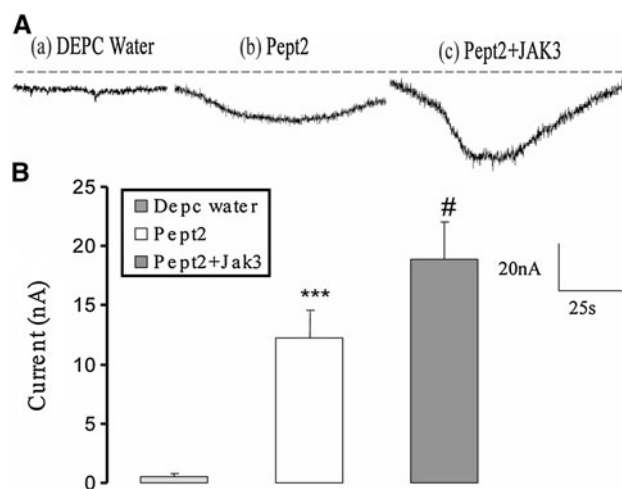 A
(a) DEPC Water
(b) Pept2
(c) Pept2+JAK3
B
25
20
15
10
5
0
Current (nA)
Depc water
Pept2
Pept2+Jak3
***
#
20nA
25s